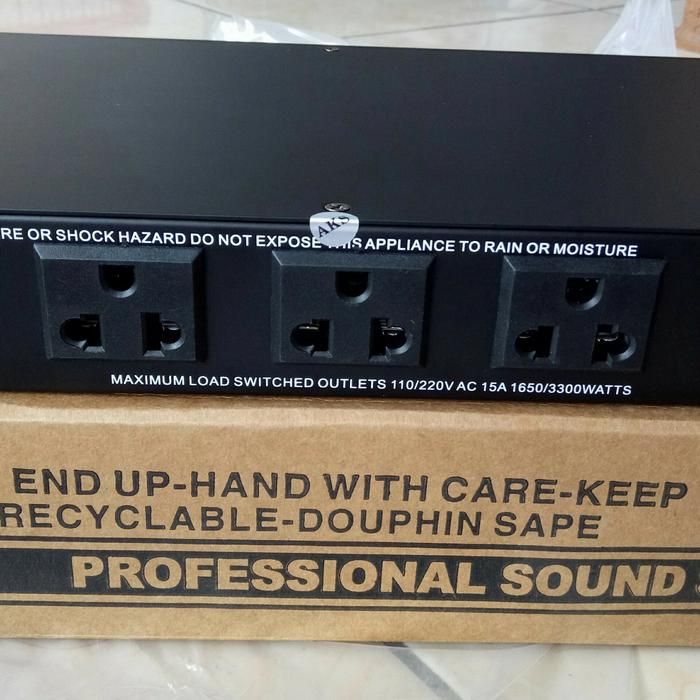 RE OR SHOCK HAZARD DO NOT EXPOSE THIS APPLIANCE TO RAIN OR MOISTURE
AKS
MAXIMUM LOAD SWITCHED OUTLETS 110/220V AC 15A 1650/3300WATTS
END UP-HAND WITH CARE-KEEP
RECYCLABLE-DOUPHIN SAPE
PROFESSIONAL SOUND